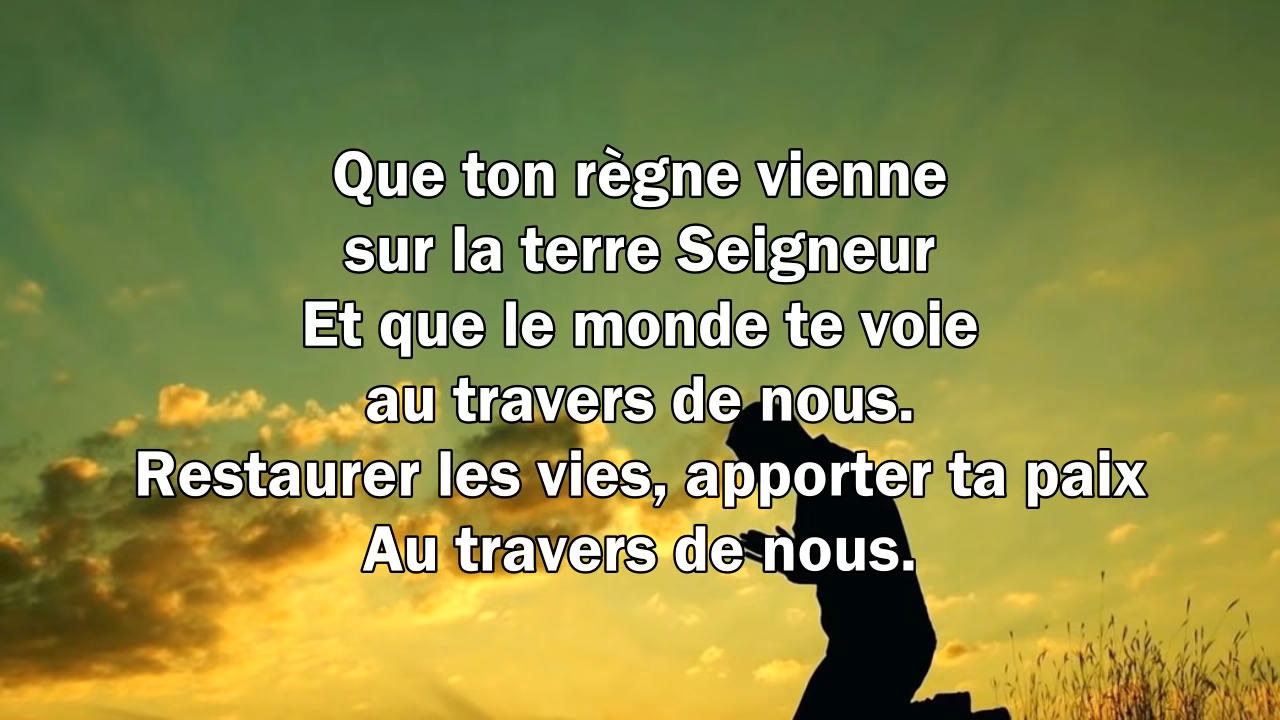 Que ton règne vienne
sur la terre Seigneur
Et que le monde te voie
au travers de nous.
Restaurer les vies, apporter ta paix
Au travers de nous.